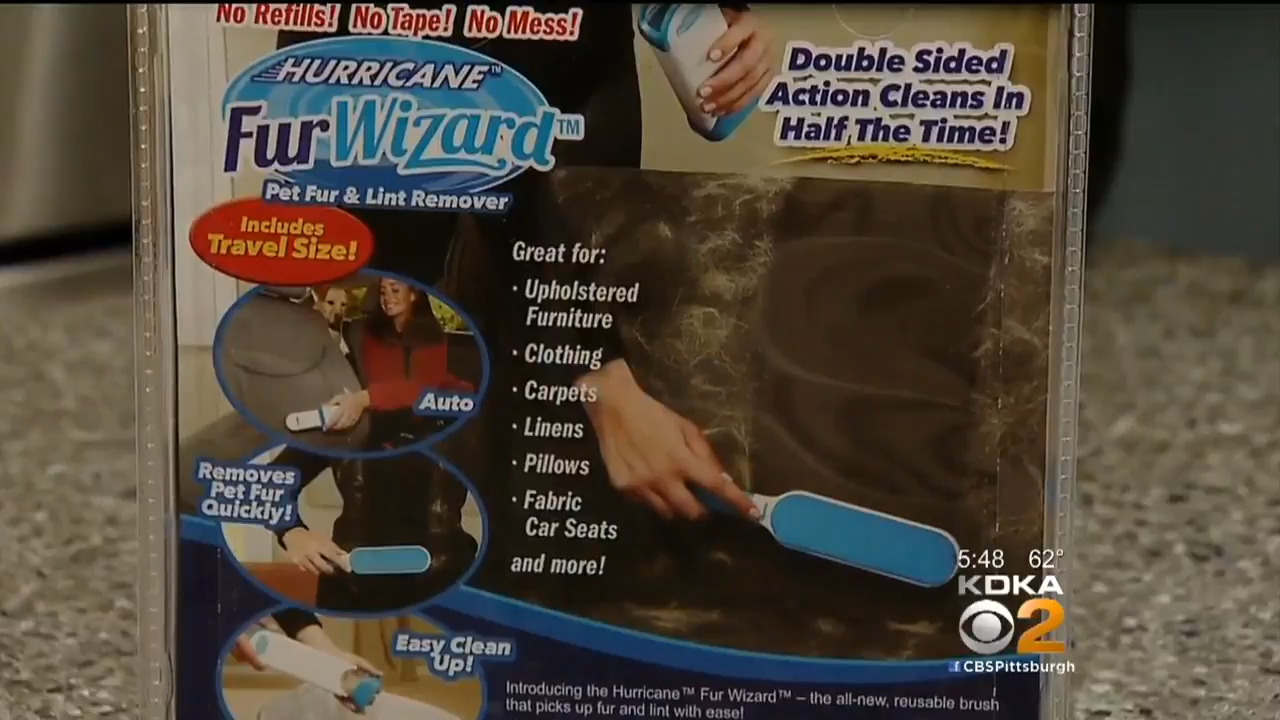 No Refills! No Tape! No Mess!
HURRICANE™
FurWizard™
Pet Fur & Lint Remover
Includes
Travel Size!
Double Sided
Action Cleans In
Half The Time!
Great for:
· Upholstered
Furniture
· Clothing
· Carpets
· Linens
· Pillows
· Fabric
Car Seats
and more!
Auto
Removes
Pet Fur
Quickly!
Easy Clean
Up!
Introducing the Hurricane™ Fur Wizard™ – the all-new, reusable brush
that picks up fur and lint with ease!
5:48 62°
KDKA
2
f CBSPittsburgh